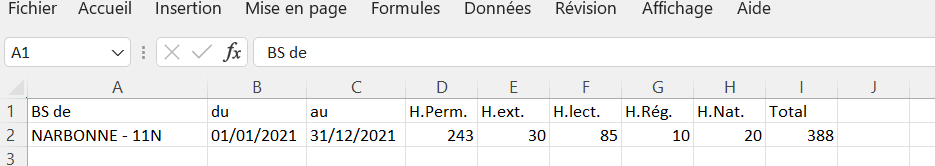 Fichier Accueil Insertion Mise en page Formules Données Révision Affichage Aide
A1 fx BS de
A B C D E F G H I J
1 BS de du au H.Perm. H.ext. H.lect. H.Rég. H.Nat. Total
2 NARBONNE - 11N 01/01/2021 31/12/2021 243 30 85 10 20 388
3